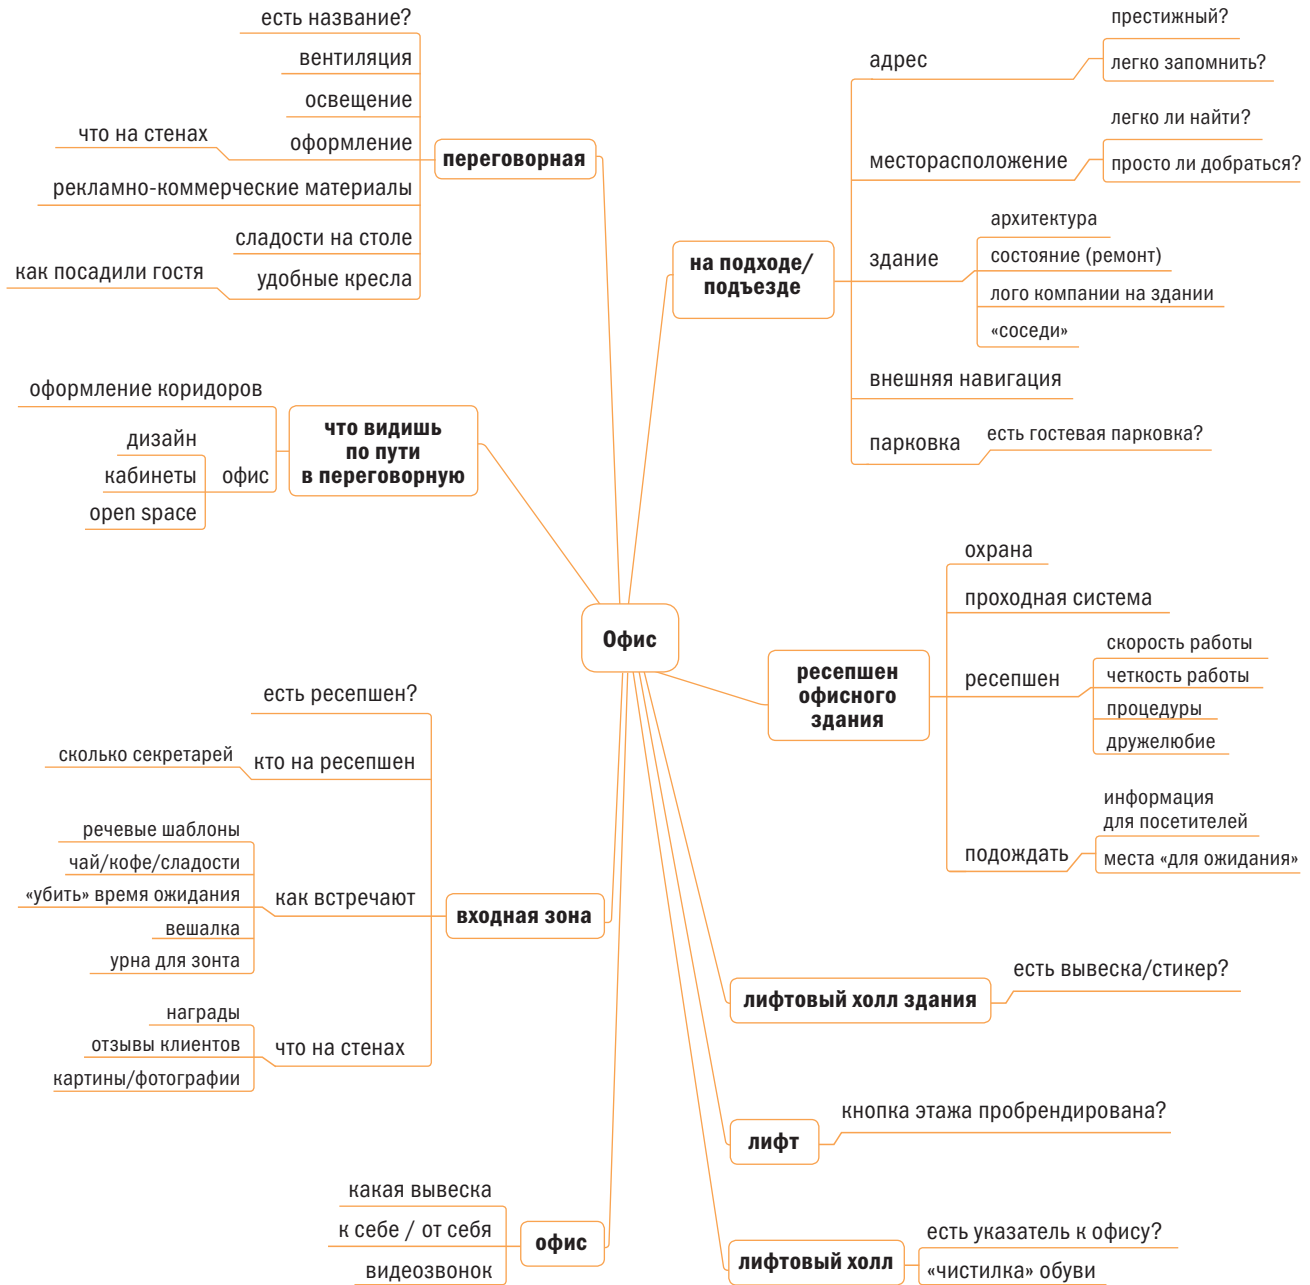 Офис
на подходе/
подъезде
адрес
престижный?
легко запомнить?
месторасположение
легко ли найти?
просто ли добраться?
здание
архитектура
состояние (ремонт)
лого компании на здании
«соседи»
внешняя навигация
парковка
есть гостевая парковка?
ресепшен
офисного
здания
охрана
проходная система
ресепшен
скорость работы
четкость работы
процедуры
дружелюбие
подождать
информация
для посетителей
места «для ожидания»
лифтовый холл здания
есть вывеска/стикер?
лифт
кнопка этажа пробрендирована?
лифтовый холл
есть указатель к офису?
«чистилка» обуви
офис
какая вывеска
к себе / от себя
видеозвонок
входная зона
есть ресепшен?
кто на ресепшен
сколько секретарей
как встречают
речевые шаблоны
чай/кофе/сладости
«убить» время ожидания
вешалка
урна для зонта
что на стенах
награды
отзывы клиентов
картины/фотографии
что видишь
по пути
в переговорную
оформление коридоров
офис
дизайн
кабинеты
open space
переговорная
есть название?
вентиляция
освещение
оформление
что на стенах
рекламно-коммерческие материалы
сладости на столе
удобные кресла
как посадили гостя